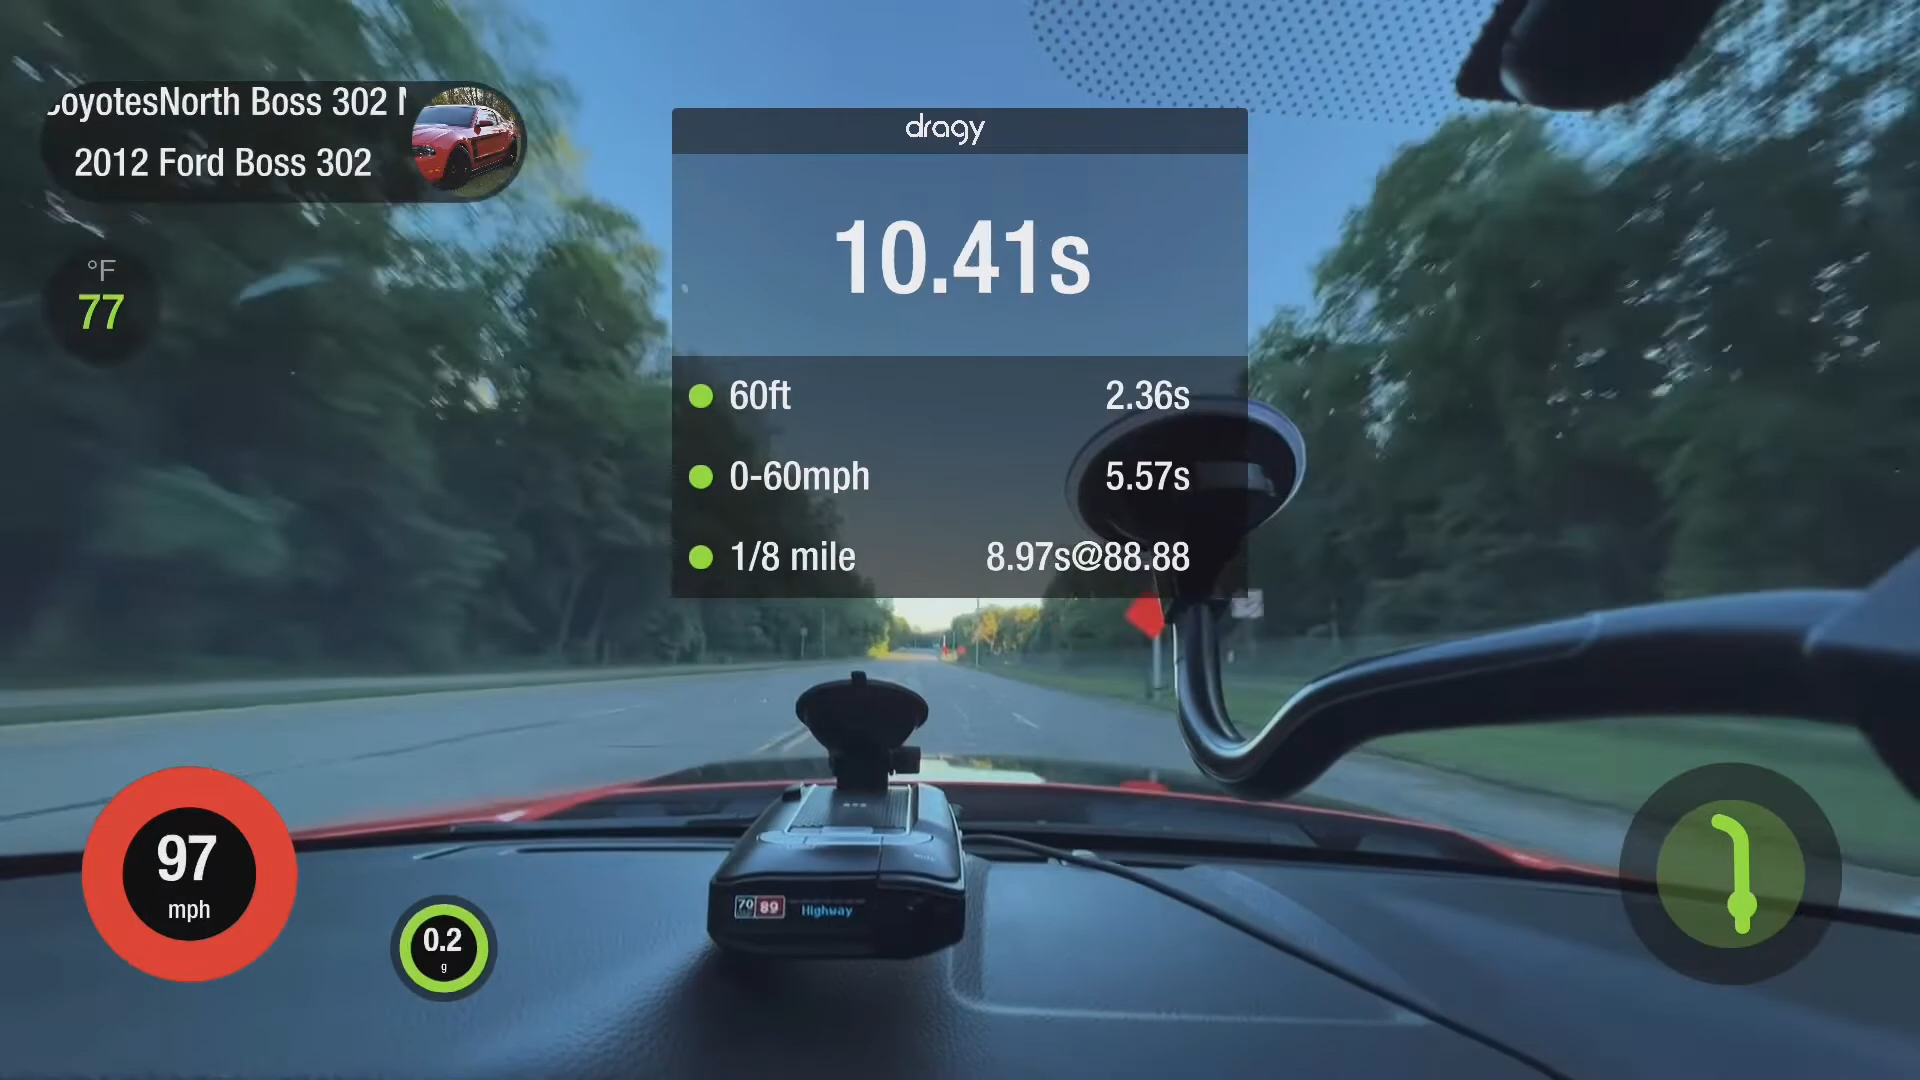 oyotesNorth Boss 302
2012 Ford Boss 302
°F
77
dragy
10.41s
60ft 2.36s
0-60mph 5.57s
1/8 mile 8.97s@88.88
97
mph
0.2
g
70 89 Highway